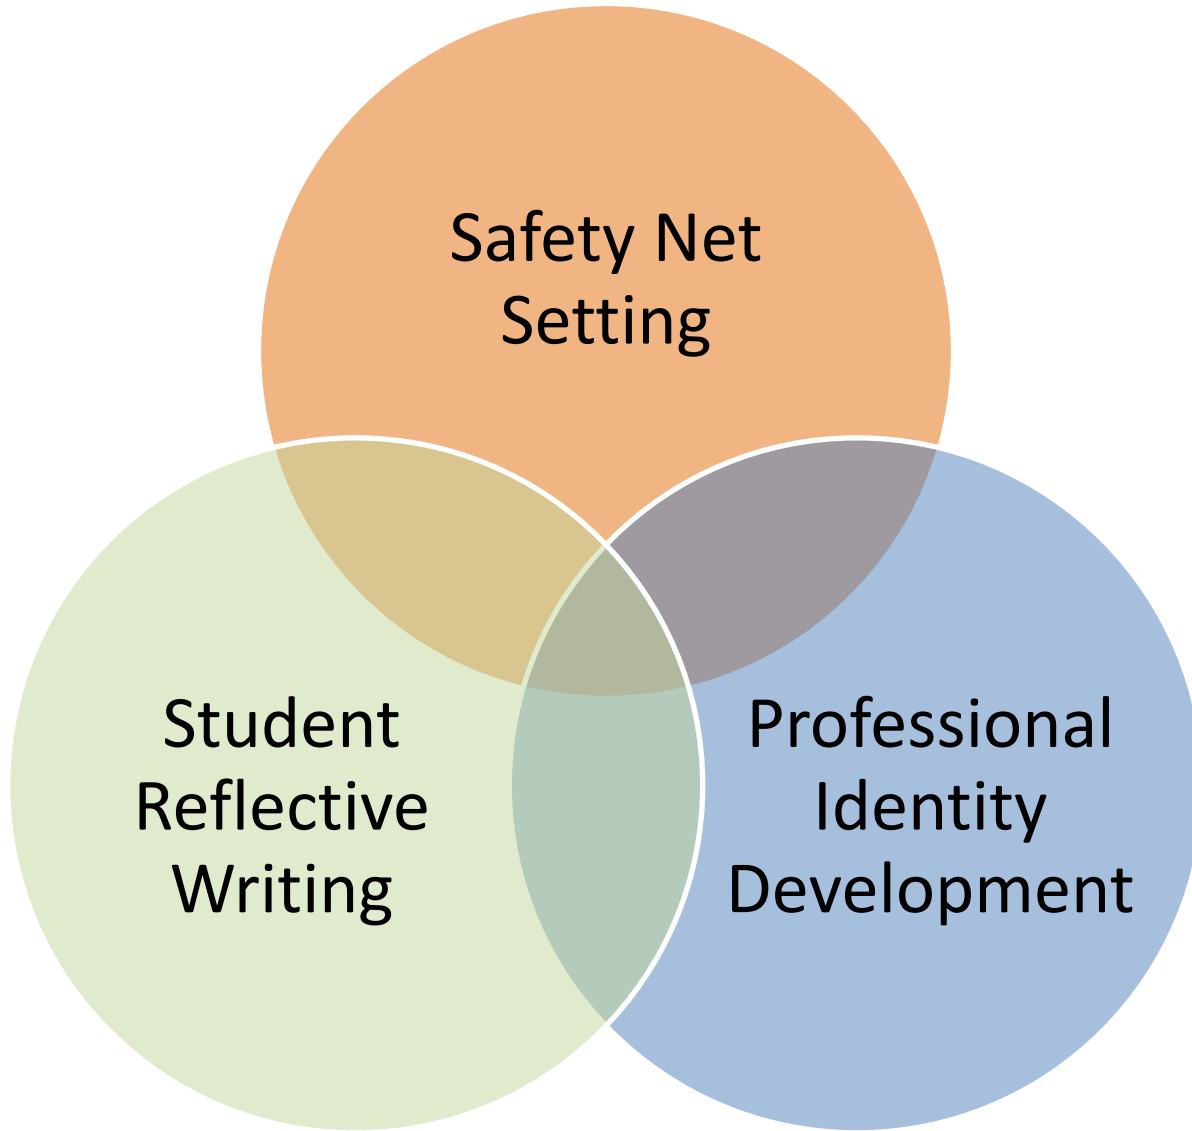 Safety Net
Setting
Student
Reflective
Writing
Professional
Identity
Development